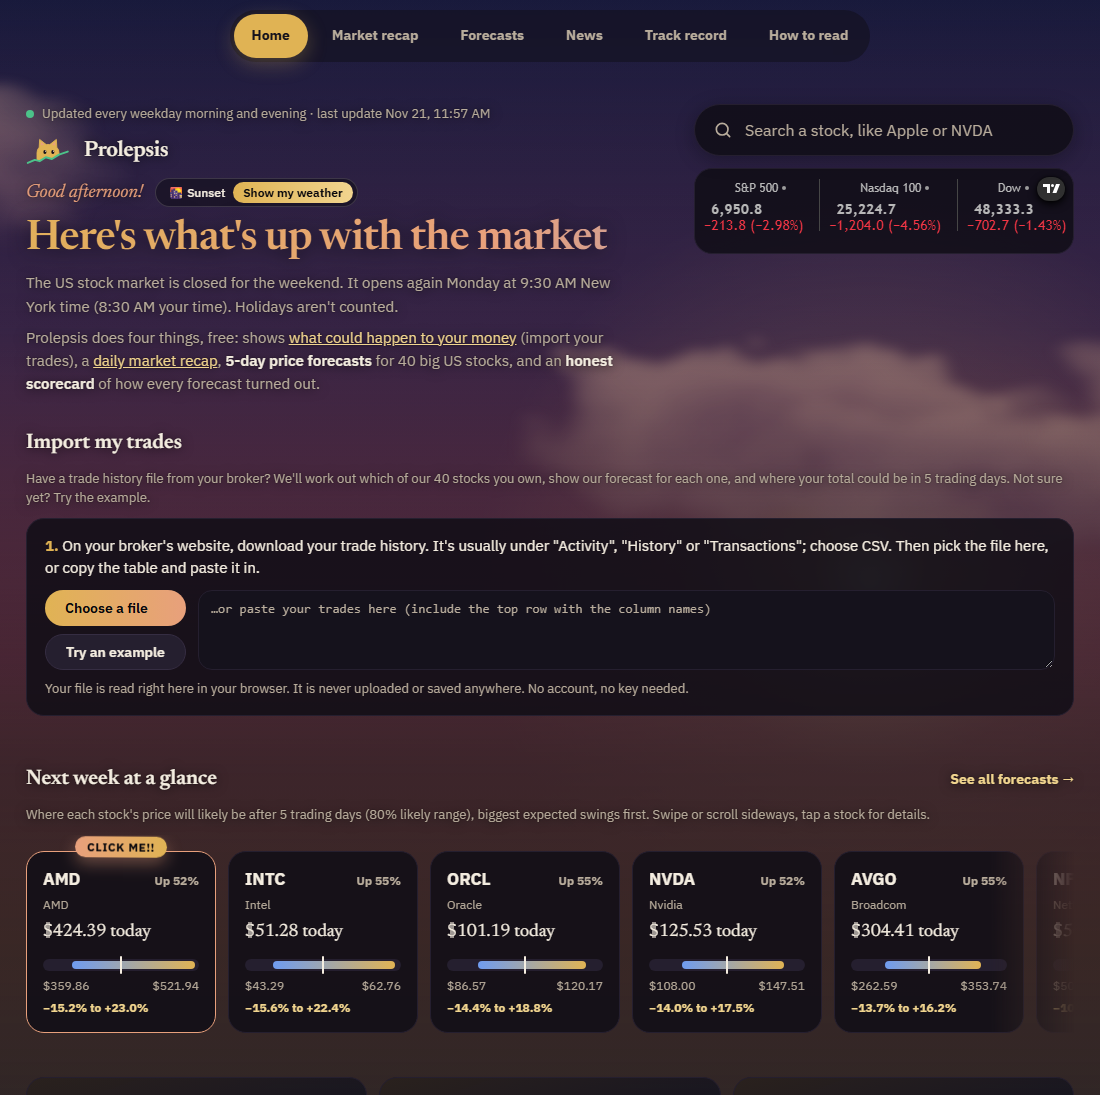 Home Market recap Forecasts News Track record How to read
Updated every weekday morning and evening · last update Nov 21, 11:57 AM
Prolepsis
Good afternoon! Sunset Show my weather
Here's what's up with the market
The US stock market is closed for the weekend. It opens again Monday at 9:30 AM New
York time (8:30 AM your time). Holidays aren't counted.
Prolepsis does four things, free: shows what could happen to your money (import your
trades), a daily market recap, 5-day price forecasts for 40 big US stocks, and an honest
scorecard of how every forecast turned out.
Search a stock, like Apple or NVDA
S&P 500 Nasdaq 100 Dow
6,950.8 25,224.7 48,333.3
−213.8 (−2.98%) −1,204.0 (−4.56%) −702.7 (−1.43%)
Import my trades
Have a trade history file from your broker? We'll work out which of our 40 stocks you own, show our forecast for each one, and where your total could be in 5 trading days. Not sure
yet? Try the example.
1. On your broker's website, download your trade history. It's usually under "Activity", "History" or "Transactions"; choose CSV. Then pick the file here,
or copy the table and paste it in.
Choose a file
Try an example
…or paste your trades here (include the top row with the column names)
Your file is read right here in your browser. It is never uploaded or saved anywhere. No account, no key needed.
Next week at a glance
See all forecasts →
Where each stock's price will likely be after 5 trading days (80% likely range), biggest expected swings first. Swipe or scroll sideways, tap a stock for details.
CLICK ME!!
AMD Up 52%
AMD
$424.39 today
$359.86 $521.94
−15.2% to +23.0%
INTC Up 55%
Intel
$51.28 today
$43.29 $62.76
−15.6% to +22.4%
ORCL Up 55%
Oracle
$101.19 today
$86.57 $120.17
−14.4% to +18.8%
NVDA Up 52%
Nvidia
$125.53 today
$108.00 $147.51
−14.0% to +17.5%
AVGO Up 55%
Broadcom
$304.41 today
$262.59 $353.74
−13.7% to +16.2%